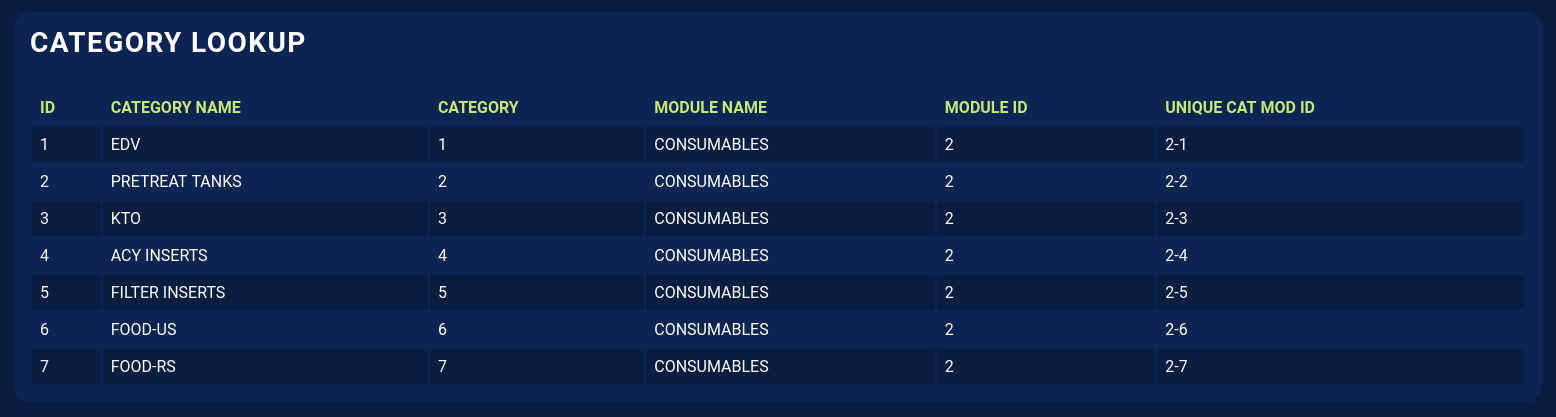 CATEGORY LOOKUP
ID CATEGORY NAME CATEGORY MODULE NAME MODULE ID UNIQUE CAT MOD ID
1 EDV 1 CONSUMABLES 2 2-1
2 PRETREAT TANKS 2 CONSUMABLES 2 2-2
3 KTO 3 CONSUMABLES 2 2-3
4 ACY INSERTS 4 CONSUMABLES 2 2-4
5 FILTER INSERTS 5 CONSUMABLES 2 2-5
6 FOOD-US 6 CONSUMABLES 2 2-6
7 FOOD-RS 7 CONSUMABLES 2 2-7